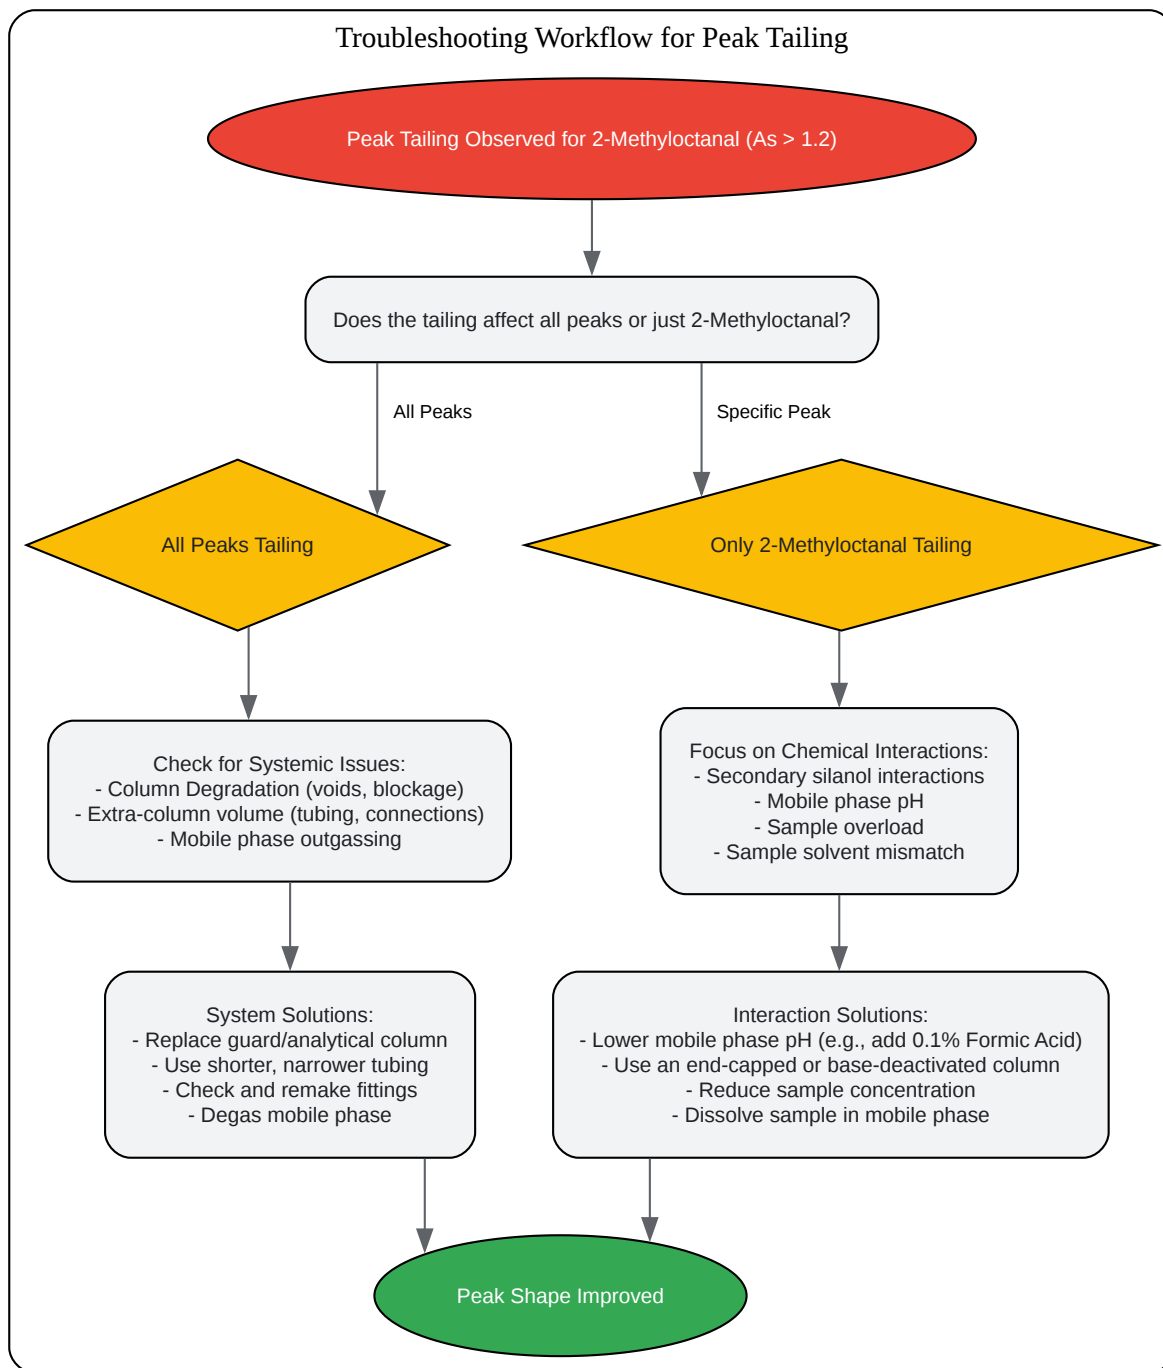 Troubleshooting Workflow for Peak Tailing
Peak Tailing Observed for 2-Methyloctanal (As > 1.2)
Does the tailing affect all peaks or just 2-Methyloctanal?
All Peaks
Specific Peak
All Peaks Tailing
Only 2-Methyloctanal Tailing
Check for Systemic Issues:
- Column Degradation (voids, blockage)
- Extra-column volume (tubing, connections)
- Mobile phase outgassing
Focus on Chemical Interactions:
- Secondary silanol interactions
- Mobile phase pH
- Sample overload
- Sample solvent mismatch
System Solutions:
- Replace guard/analytical column
- Use shorter, narrower tubing
- Check and remake fittings
- Degas mobile phase
Interaction Solutions:
- Lower mobile phase pH (e.g., add 0.1% Formic Acid)
- Use an end-capped or base-deactivated column
- Reduce sample concentration
- Dissolve sample in mobile phase
Peak Shape Improved